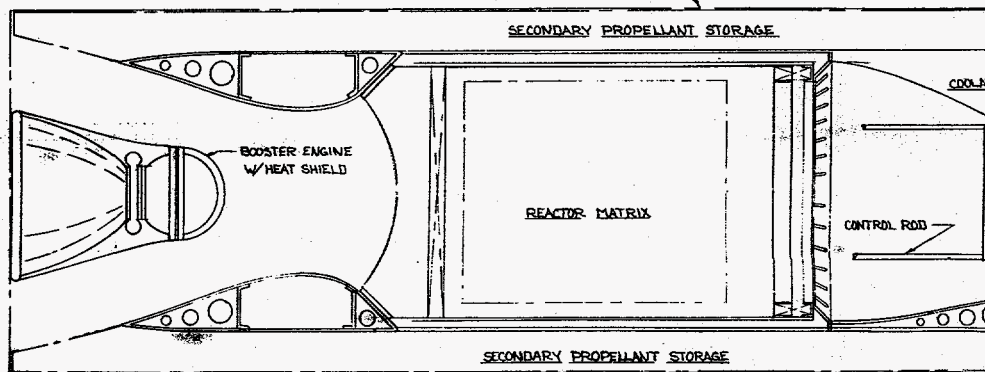 SECONDARY PROPELLANT STORAGE
BOOSTER ENGINE
W/HEAT SHIELD
REACTOR MATRIX
CONTROL ROD
SECONDARY PROPELLANT STORAGE